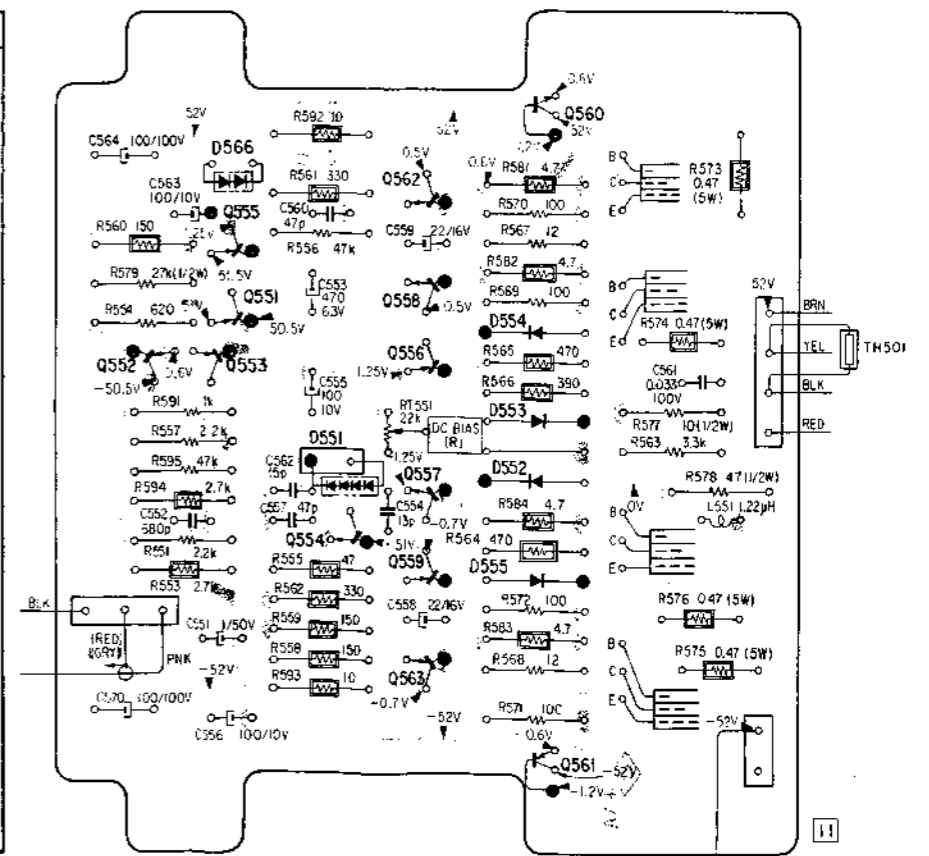 0.6V
Q560
52V
1.2V
52V
R592 10
52V
C564 100/100V
D566
0.5V
0.6V
R581 4.7
B
C
E
R573
0.47
(5W)
C563
100/10V
R561 330
Q562
Q555
C560
47p
R570 100
R560 150
1.25V
R556 47k
C559 22/16V
R567 12
51.5V
R582 4.7
R579 27k(1/2W)
C553
470
6.3V
Q558
0.5V
R569 100
B
C
E
52V
R554 620
Q551
50.5V
D554
R574 0.47(5W)
BRN
TH501
YEL
BLK
RED
Q552
0.6V
Q553
-50.5V
Q556
1.25V
R565 470
R566 390
C561
0.033
100V
C555
100
10V
R591 1k
RT551
22k
DC BIAS
(R)
D553
R577 10(1/2W)
R557 2.2k
R563 3.3k
D551
1.25V
R595 47k
C562
15p
Q557
D552
R578 47(1/2W)
R594 2.7k
C552
680p
C557 47p
C554
13p
-0.7V
R584 4.7
0V
L551 1.22µH
B
C
E
Q554
51V
R564 470
R551 2.2k
R555 47
Q559
D555
R553 2.7k
R562 330
R572 100
BLK
C558 22/16V
R576 0.47 (5W)
(RED)
(GRY)
PNK
C551 1/50V
R559 150
R583 4.7
R558 150
R568 12
B
C
E
R575 0.47 (5W)
-52V
R593 10
Q563
-0.7V
C570 100/100V
-52V
R571 100
-52V
C556 100/10V
-0.6V
Q561
-52V
-1.2V
11